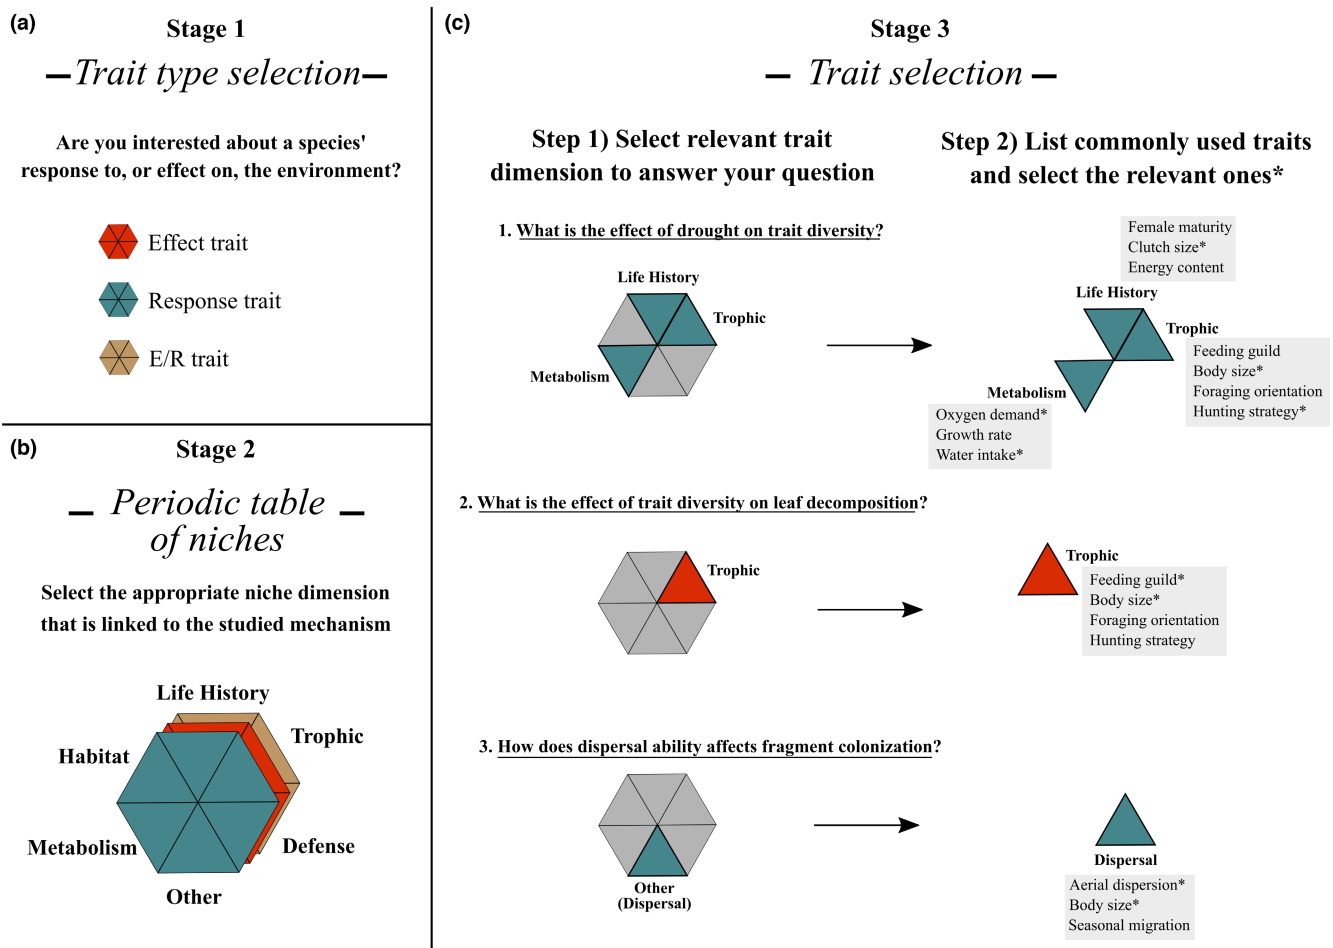 (a)
Stage 1
Trait type selection
Are you interested about a species'
response to, or effect on, the environment?
Effect trait
Response trait
E/R trait
(b)
Stage 2
Periodic table
of niches
Select the appropriate niche dimension
that is linked to the studied mechanism
Life History
Trophic
Habitat
Metabolism
Defense
Other
(c)
Stage 3
Trait selection
Step 1) Select relevant trait
dimension to answer your question
Step 2) List commonly used traits
and select the relevant ones*
1. What is the effect of drought on trait diversity?
Life History
Trophic
Metabolism
Female maturity
Clutch size*
Energy content
Life History
Trophic
Feeding guild
Body size*
Foraging orientation
Hunting strategy*
Metabolism
Oxygen demand*
Growth rate
Water intake*
2. What is the effect of trait diversity on leaf decomposition?
Trophic
Trophic
Feeding guild*
Body size*
Foraging orientation
Hunting strategy
3. How does dispersal ability affects fragment colonization?
Other
(Dispersal)
Dispersal
Aerial dispersion*
Body size*
Seasonal migration